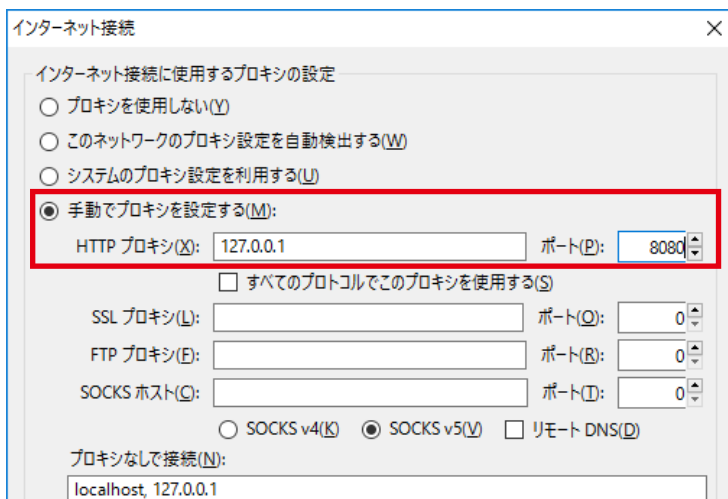 インターネット接続
インターネット接続に使用するプロキシの設定
プロキシを使用しない(Y)
このネットワークのプロキシ設定を自動検出する(W)
システムのプロキシ設定を利用する(U)
手動でプロキシを設定する(M):
HTTP プロキシ(X): 127.0.0.1 ポート(P): 8080
すべてのプロトコルでこのプロキシを使用する(S)
SSL プロキシ(L): ポート(O): 0
FTP プロキシ(F): ポート(R): 0
SOCKS ホスト(C): ポート(T): 0
SOCKS v4(K) SOCKS v5(V) リモート DNS(D)
プロキシなしで接続(N):
localhost, 127.0.0.1